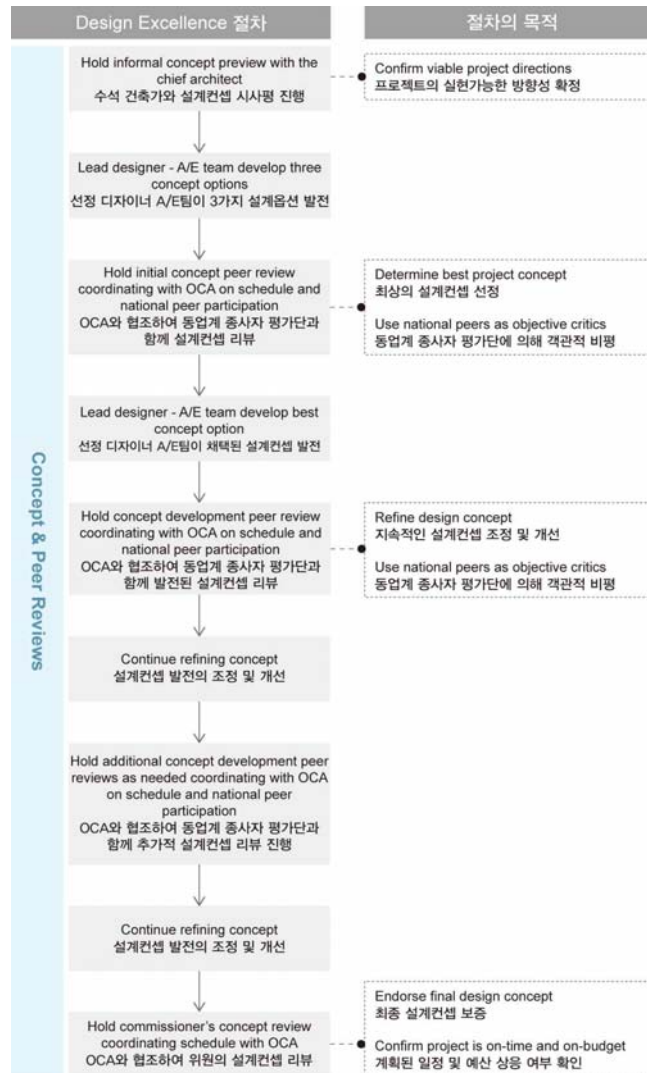 Design Excellence 절차
절차의 목적
Concept & Peer Reviews
Hold informal concept preview with the
chief architect
수석 건축가와 설계컨셉 시사평 진행
Confirm viable project directions
프로젝트의 실현가능한 방향성 확정
Lead designer - A/E team develop three
concept options
선정 디자이너 A/E팀이 3가지 설계옵션 발전
Hold initial concept peer review
coordinating with OCA on schedule and
national peer participation
OCA와 협조하여 동업계 종사자 평가단과
함께 설계컨셉 리뷰
Determine best project concept
최상의 설계컨셉 선정
Use national peers as objective critics
동업계 종사자 평가단에 의해 객관적 비평
Lead designer - A/E team develop best
concept option
선정 디자이너 A/E팀이 채택된 설계컨셉 발전
Hold concept development peer review
coordinating with OCA on schedule and
national peer participation
OCA와 협조하여 동업계 종사자 평가단과
함께 발전된 설계컨셉 리뷰
Refine design concept
지속적인 설계컨셉 조정 및 개선
Use national peers as objective critics
동업계 종사자 평가단에 의해 객관적 비평
Continue refining concept
설계컨셉 발전의 조정 및 개선
Hold additional concept development peer
reviews as needed coordinating with OCA
on schedule and national peer
participation
OCA와 협조하여 동업계 종사자 평가단과
함께 추가적 설계컨셉 리뷰 진행
Continue refining concept
설계컨셉 발전의 조정 및 개선
Hold commissioner's concept review
coordinating schedule with OCA
OCA와 협조하여 위원의 설계컨셉 리뷰
Endorse final design concept
최종 설계컨셉 보증
Confirm project is on-time and on-budget
계획된 일정 및 예산 상응 여부 확인